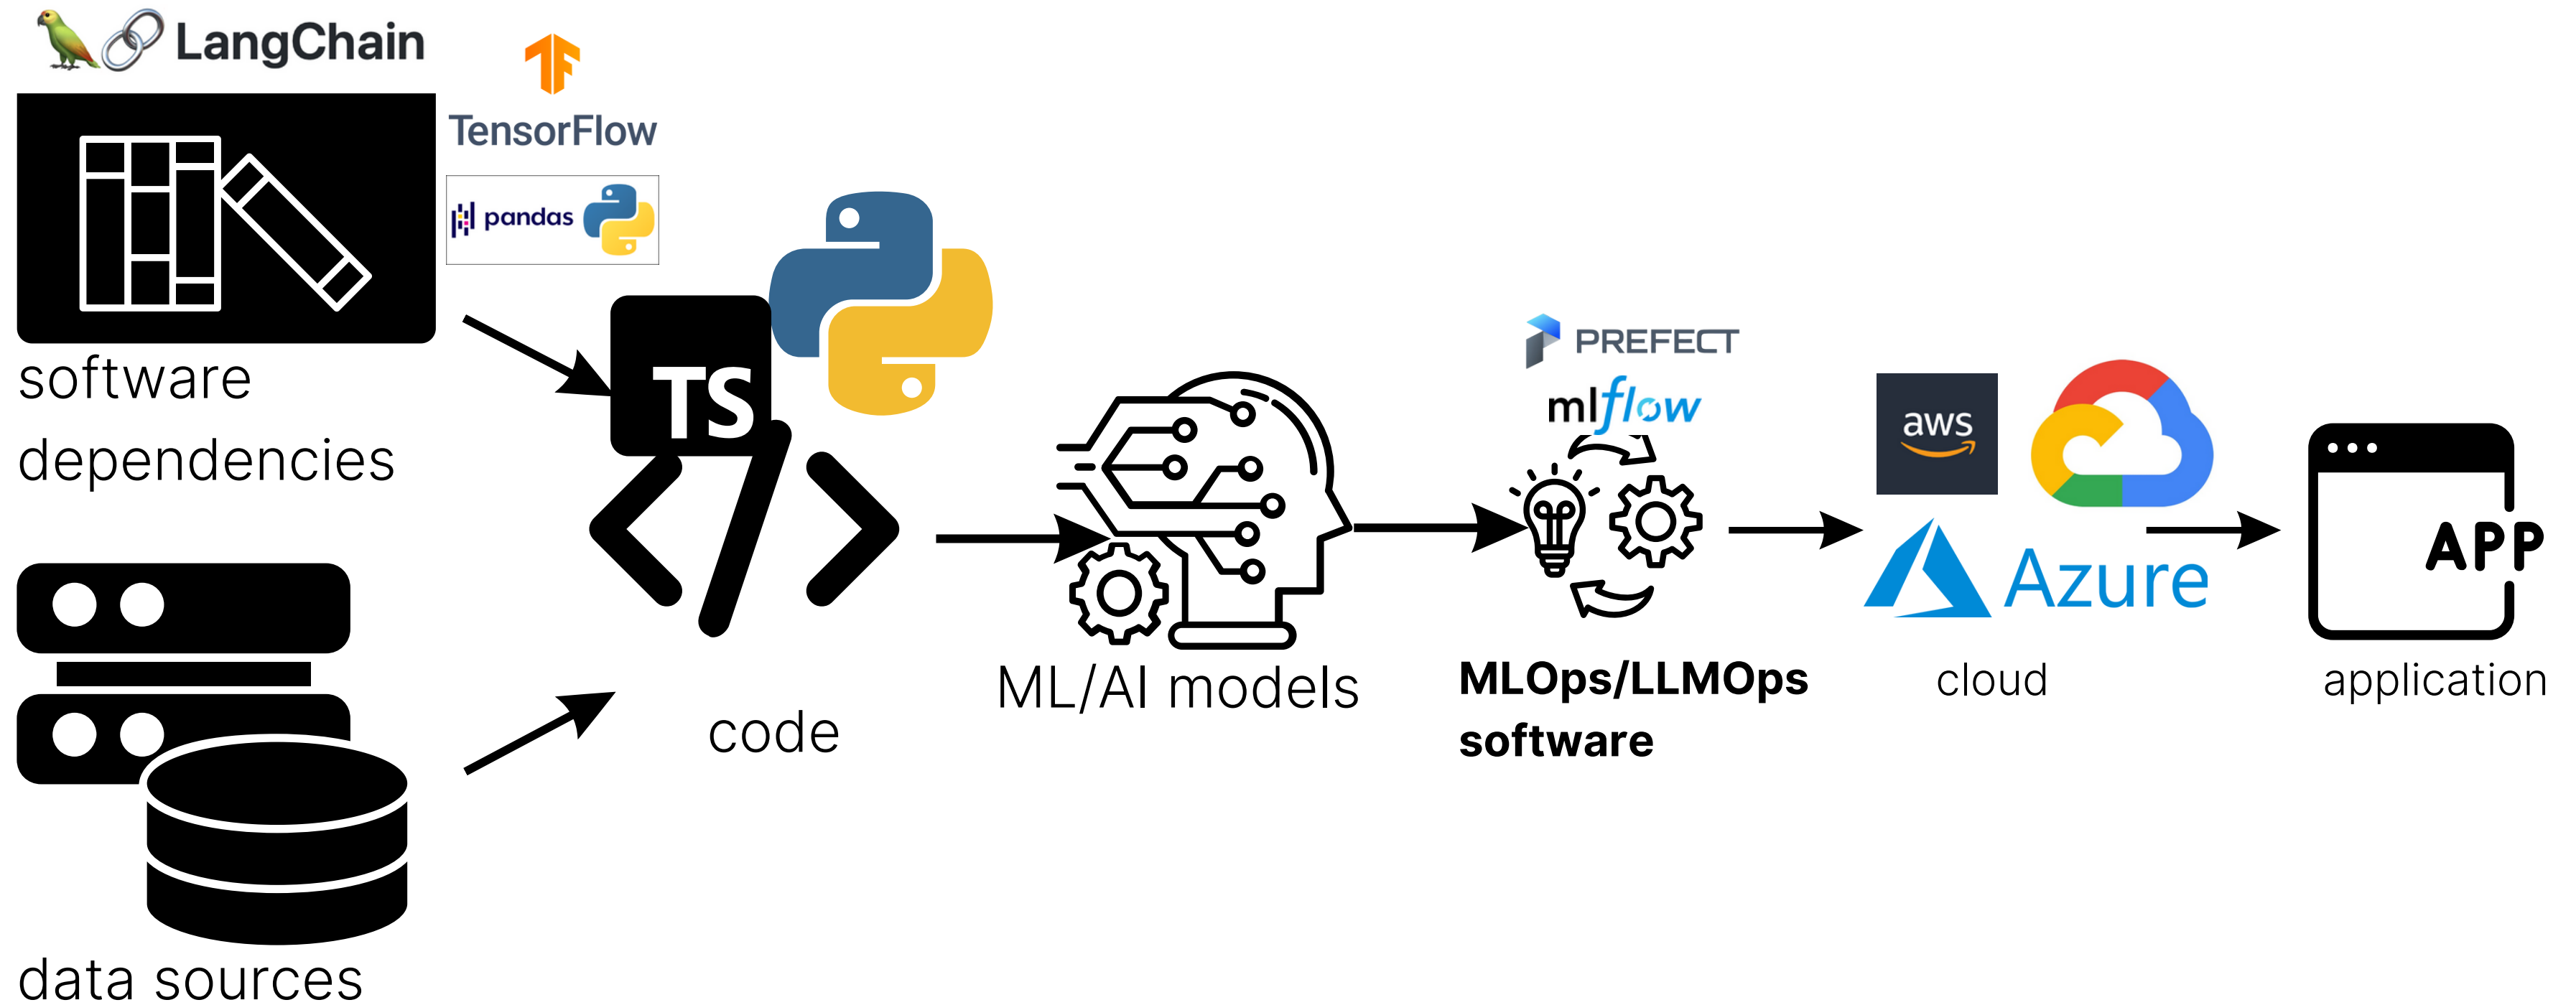 LangChain
TensorFlow
pandas
software
dependencies
TS
code
data sources
ML/AI models
PREFECT
mlflow
MLOps/LLMOps
software
aws
Azure
cloud
APP
application